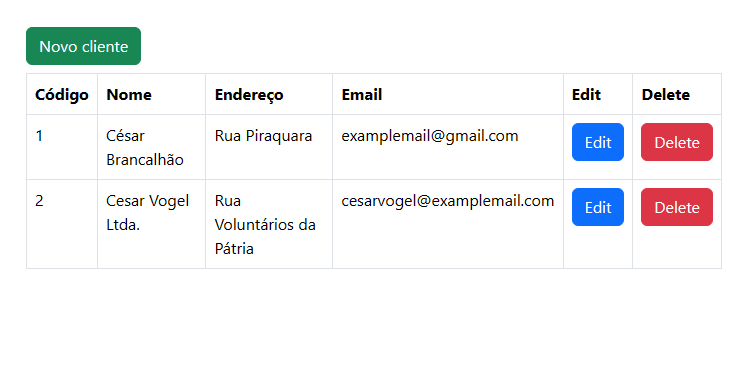 Novo cliente
Código Nome Endereço Email Edit Delete
1 César Rua Piraquara examplemail@gmail.com Edit Delete
Brancalhão
2 Cesar Vogel Rua cesarvogel@examplemail.com Edit Delete
Ltda. Voluntários da
Pátria